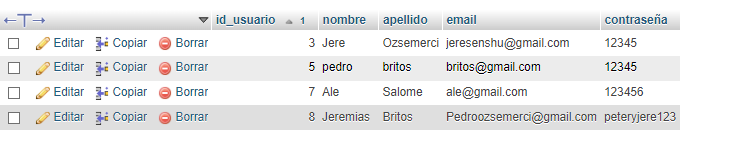 id_usuario 1 nombre apellido email contraseña
Editar Copiar Borrar 3 Jere Ozsemerci jeresenshu@gmail.com 12345
Editar Copiar Borrar 5 pedro britos britos@gmail.com 12345
Editar Copiar Borrar 7 Ale Salome ale@gmail.com 123456
Editar Copiar Borrar 8 Jeremias Britos Pedroozsemerci@gmail.com peteryjere123